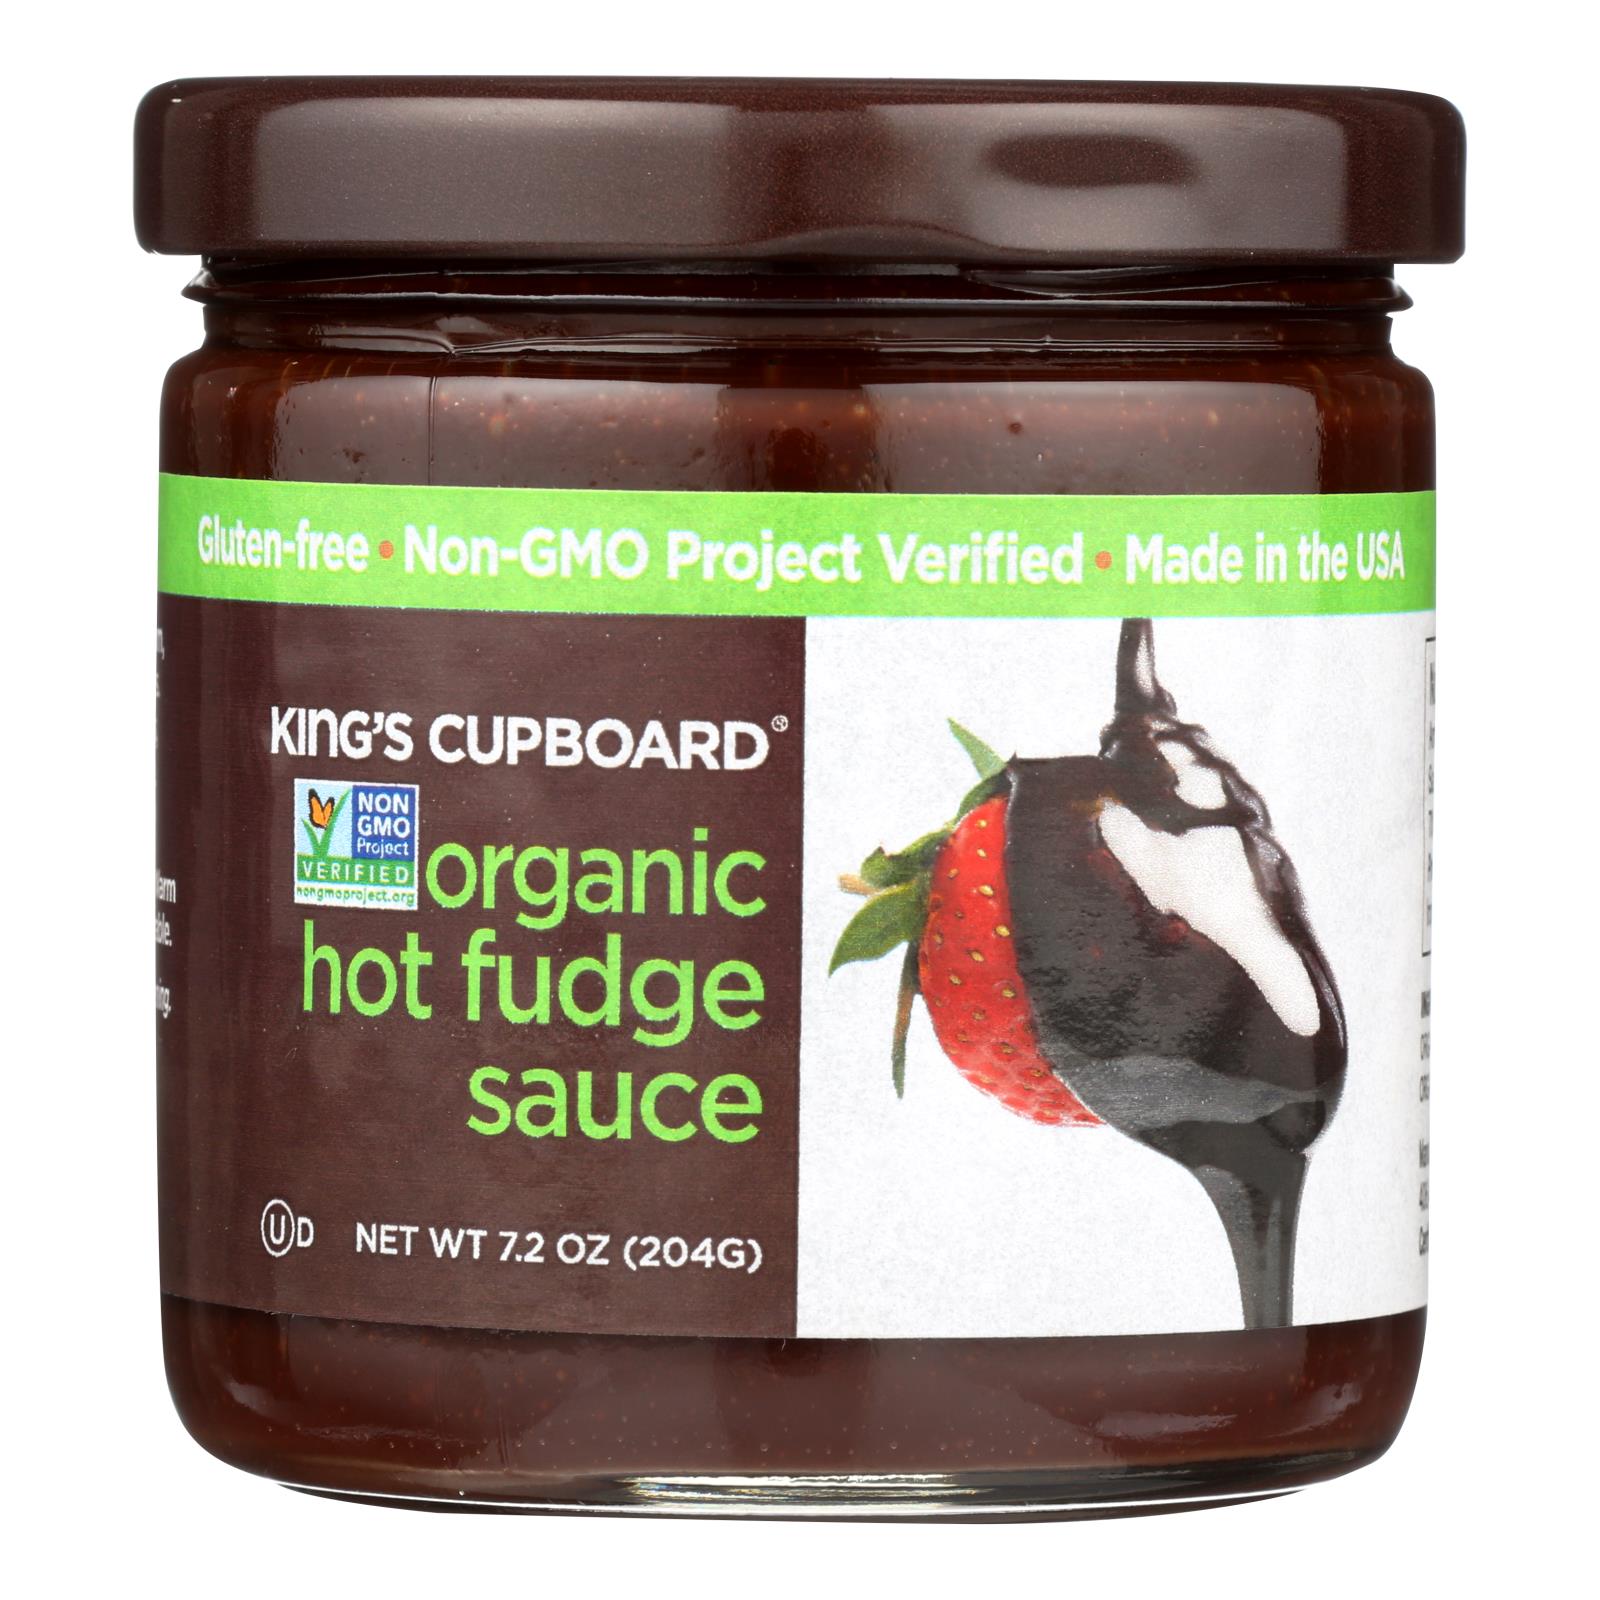 Gluten-free • Non-GMO Project Verified • Made in the USA
KING'S CUPBOARD®
NON
GMO
Project
VERIFIED
nongmoproject.org
organic
hot fudge
sauce
UD NET WT 7.2 OZ (204G)